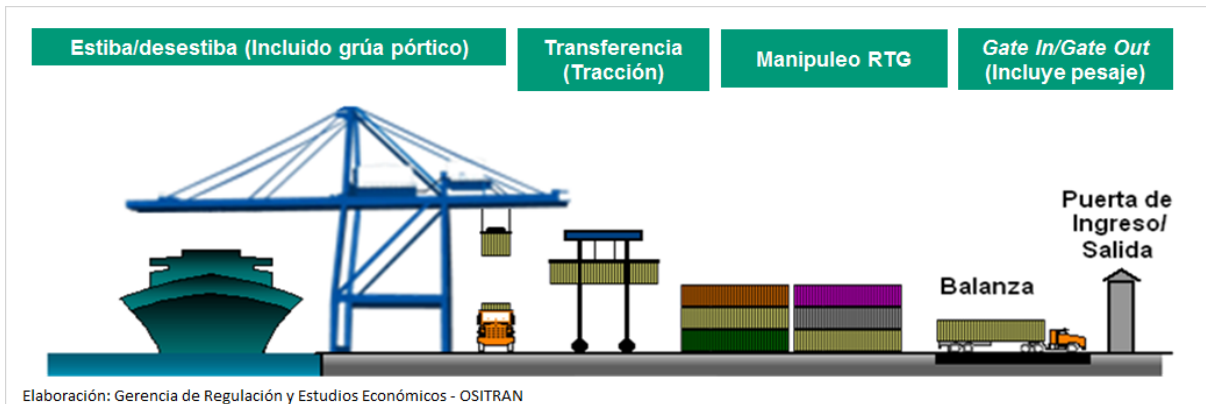 Estiba/desestiba (Incluido grúa pórtico)
Transferencia
(Tracción)
Manipuleo RTG
Gate In/Gate Out
(Incluye pesaje)
Puerta de
Ingreso/
Salida
Balanza
Elaboración: Gerencia de Regulación y Estudios Económicos - OSITRAN